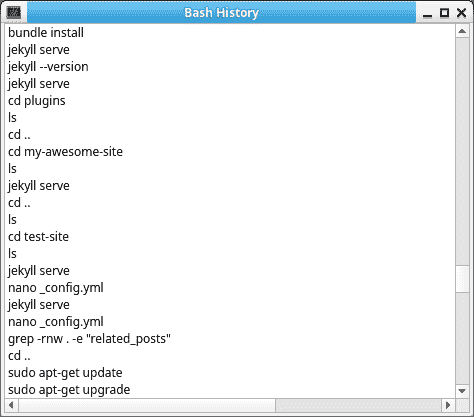 Bash History
bundle install
jekyll serve
jekyll --version
jekyll serve
cd plugins
ls
cd ..
cd my-awesome-site
ls
jekyll serve
cd ..
ls
cd test-site
ls
jekyll serve
nano _config.yml
jekyll serve
nano _config.yml
grep -rnw . -e "related_posts"
cd ..
sudo apt-get update
sudo apt-get upgrade